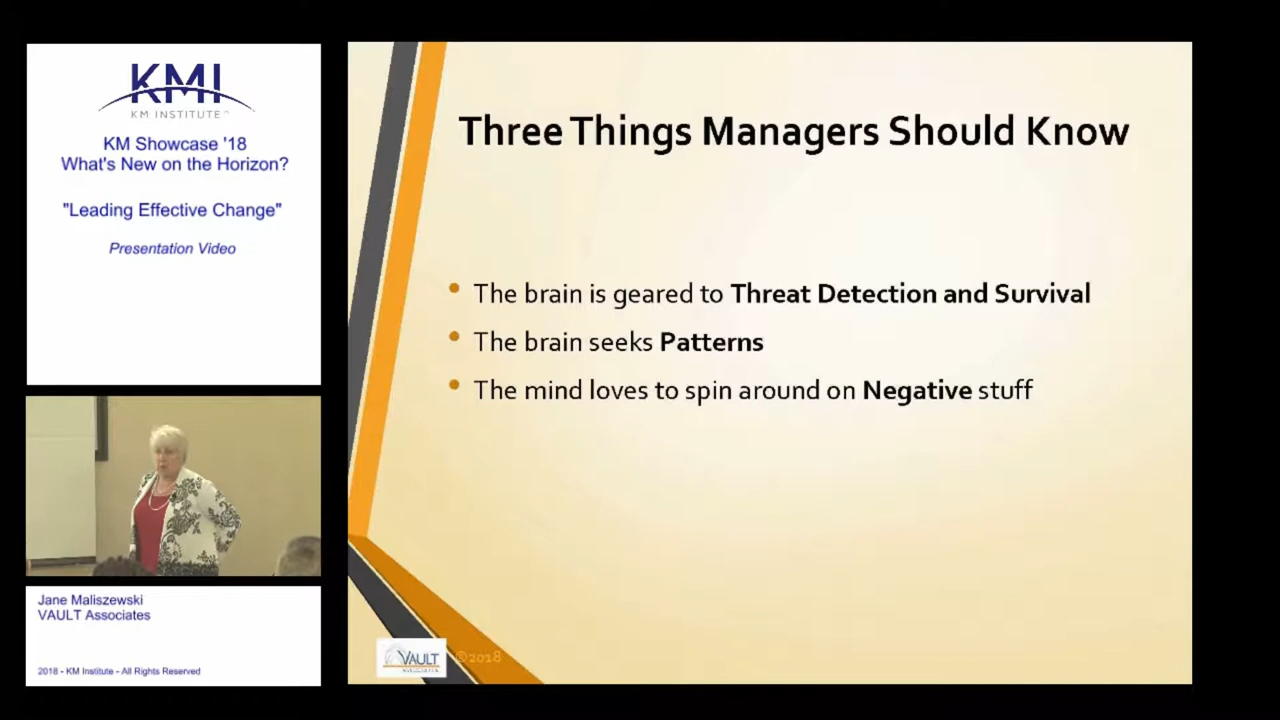 KMI
KM INSTITUTE
KM Showcase '18
What's New on the Horizon?
"Leading Effective Change"
Presentation Video
Jane Maliszewski
VAULT Associates
2018 - KM Institute - All Rights Reserved
Three Things Managers Should Know
• The brain is geared to Threat Detection and Survival
• The brain seeks Patterns
• The mind loves to spin around on Negative stuff
VAULT
©2018